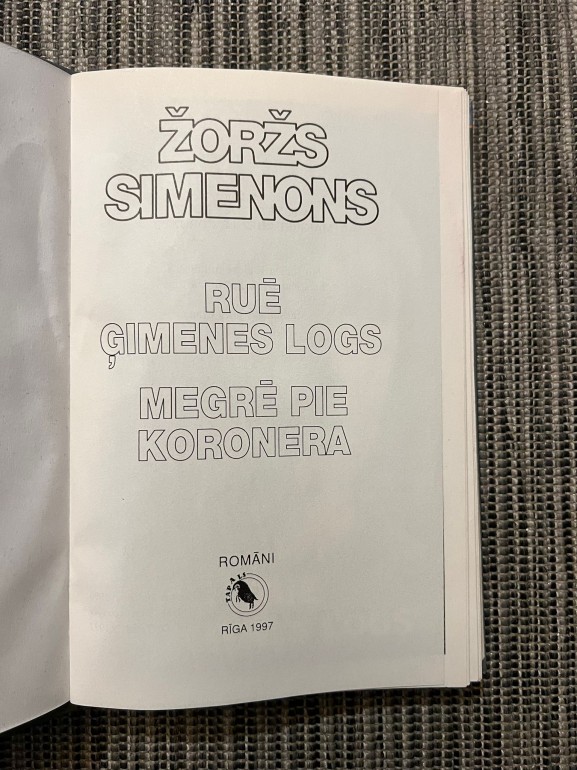 ŽORŽS
SIMENONS
RUĒ
ĢIMENES LOGS
MEGRĒ PIE
KORONERA
ROMĀNI
RĪGA 1997